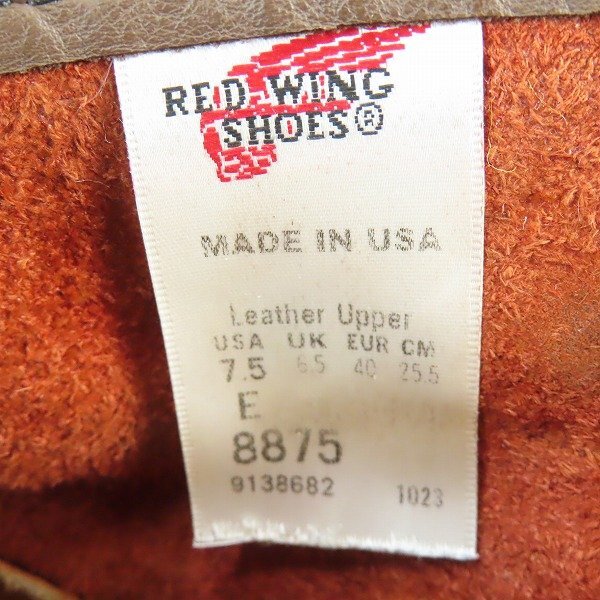 RED WING
SHOES®
MADE IN USA
Leather Upper
USA UK EUR CM
7.5 6.5 40 25.5
E
8875
9138682 1023